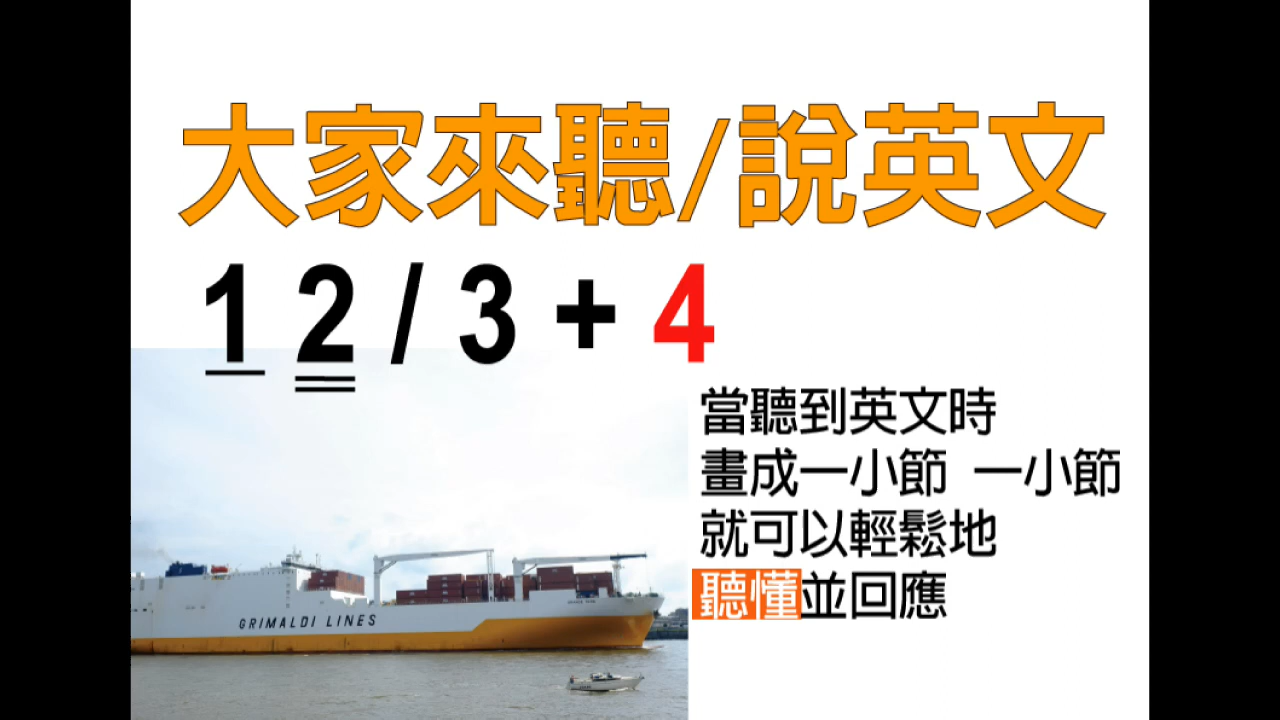 大家來聽/說英文
1 2 / 3 + 4
當聽到英文時
畫成一小節 一小節
就可以輕鬆地
聽懂並回應
GRIMALDI LINES